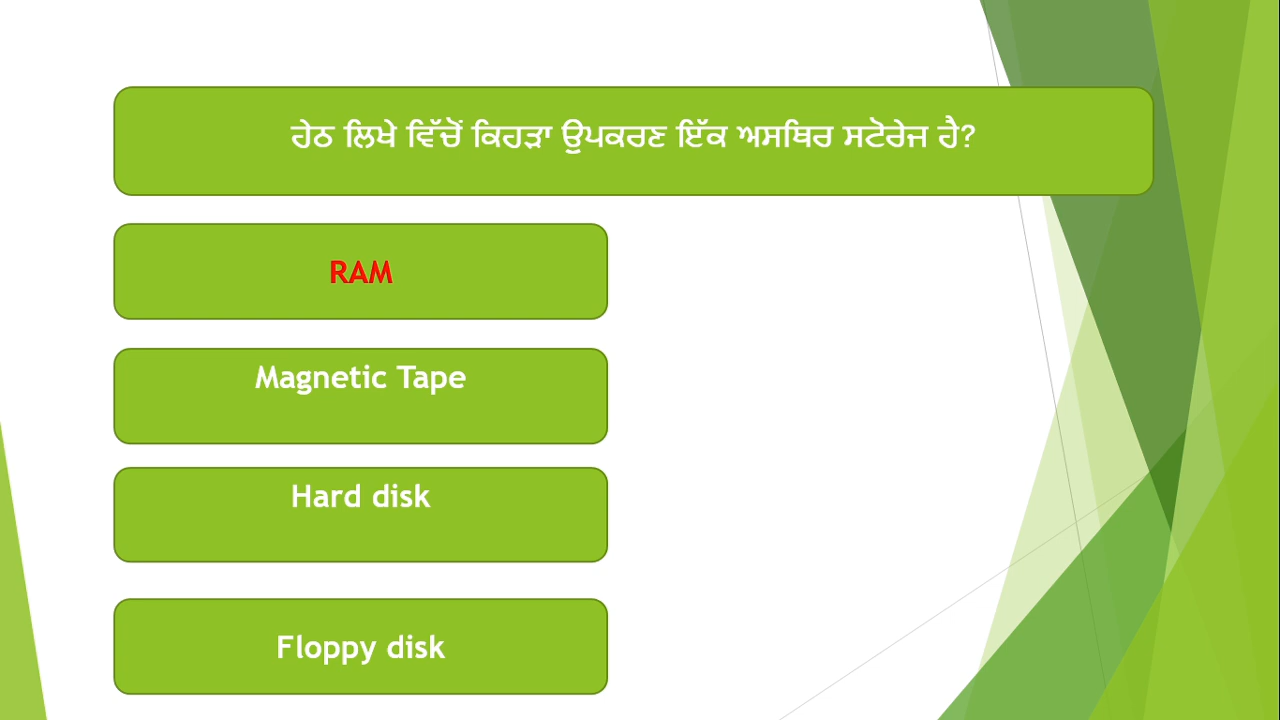 ਹੇਠ ਲਿਖੇ ਵਿੱਚੋਂ ਕਿਹੜਾ ਉਪਕਰਣ ਇੱਕ ਅਸਥਿਰ ਸਟੋਰੇਜ ਹੈ?
RAM
Magnetic Tape
Hard disk
Floppy disk